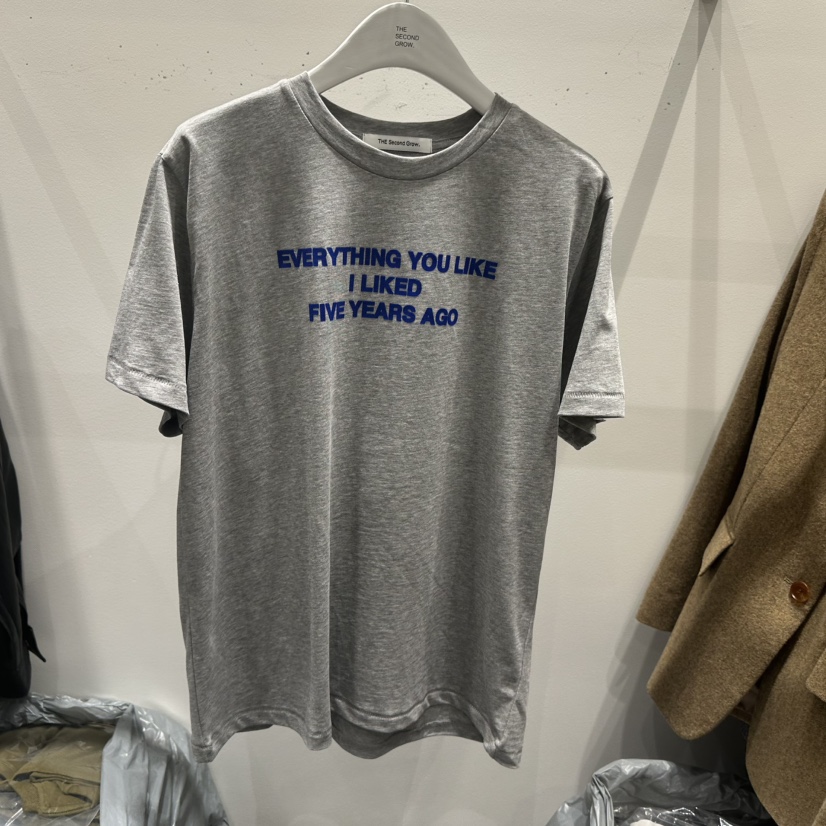 THE
SECOND
GROW.
THE Second Grow.
EVERYTHING YOU LIKE
I LIKED
FIVE YEARS AGO